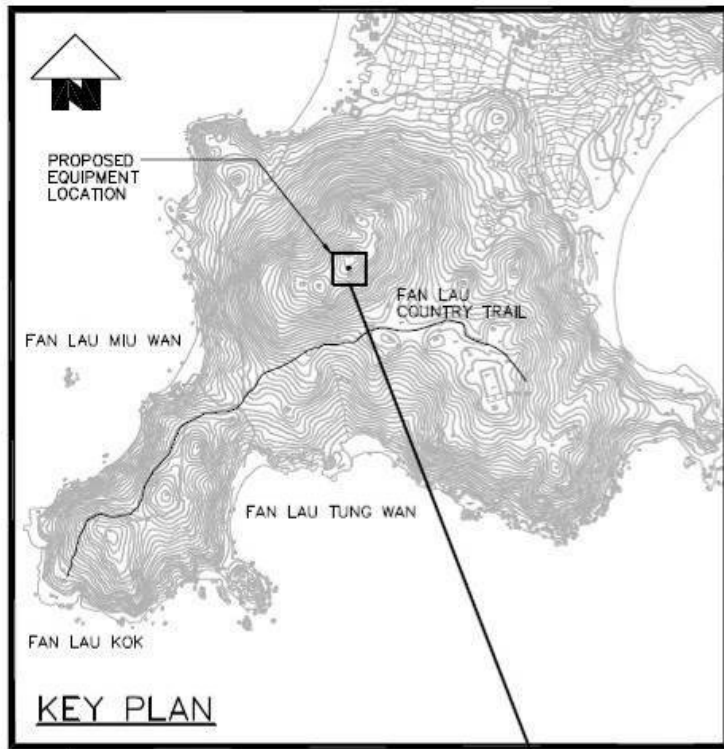 N
PROPOSED
EQUIPMENT
LOCATION
FAN LAU
COUNTRY TRAIL
FAN LAU MIU WAN
FAN LAU TUNG WAN
FAN LAU KOK
KEY PLAN